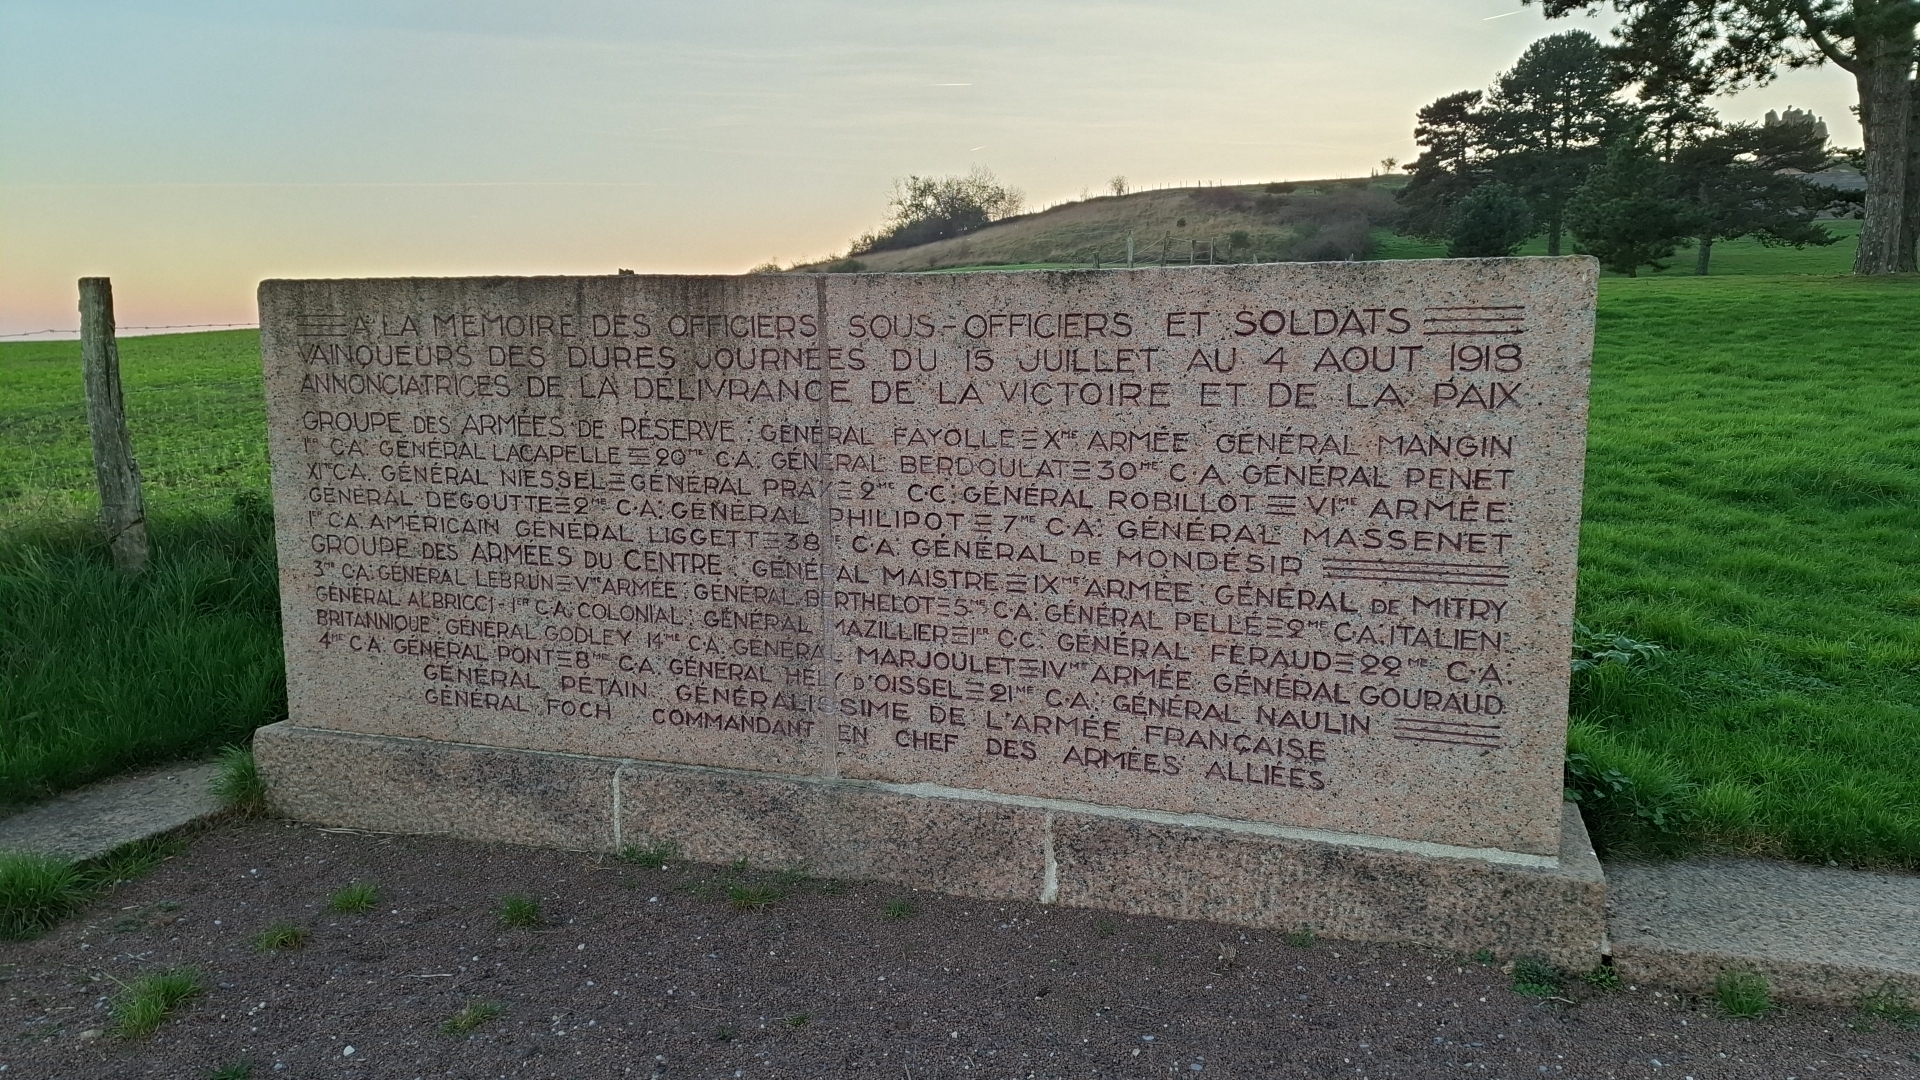 A LA MEMOIRE DES OFFICIERS SOUS-OFFICIERS ET SOLDATS
VAINQUEURS DES DURES JOURNÉES DU 15 JUILLET AU 4 AOUT 1918
ANNONCIATRICES DE LA DÉLIVRANCE DE LA VICTOIRE ET DE LA PAIX
GROUPE DES ARMÉES DE RÉSERVE : GÉNÉRAL FAYOLLE Xᴹᴱ ARMÉE GÉNÉRAL MANGIN
1ᴱᴿ C.A. GÉNÉRAL LACAPELLE 20ᴹᴱ C.A. GÉNÉRAL BERDOULAT 30ᴹᴱ C.A. GÉNÉRAL PENET
XIᴹᴱ C.A. GÉNÉRAL NIESSEL GÉNÉRAL PRAX 2ᴹᴱ C.C. GÉNÉRAL ROBILLOT VIᴹᴱ ARMÉE
GÉNÉRAL DEGOUTTE 2ᴹᴱ C.A. GÉNÉRAL PHILIPOT 7ᴹᴱ C.A. GÉNÉRAL MASSENET
1ᴱᴿ C.A. AMÉRICAIN GÉNÉRAL LIGGETT 38ᴹᴱ C.A. GÉNÉRAL DE MONDÉSIR
GROUPE DES ARMÉES DU CENTRE : GÉNÉRAL MAISTRE IXᴹᴱ ARMÉE GÉNÉRAL DE MITRY
3ᴹᴱ C.A. GÉNÉRAL LEBRUN Vᴹᴱ ARMÉE GÉNÉRAL BERTHELOT 5ᴹᴱ C.A. GÉNÉRAL PELLÉ 2ᴹᴱ C.A. ITALIEN
GÉNÉRAL ALBRICCI - 1ᴱᴿ C.A. COLONIAL GÉNÉRAL MAZILLIER 1ᴱᴿ C.C. GÉNÉRAL FÉRAUD 22ᴹᴱ C.A.
BRITANNIQUE GÉNÉRAL GODLEY 14ᴹᴱ C.A. GÉNÉRAL MARJOULET IVᴹᴱ ARMÉE GÉNÉRAL GOURAUD
4ᴹᴱ C.A. GÉNÉRAL PONT 8ᴹᴱ C.A. GÉNÉRAL HELY D'OISSEL 21ᴹᴱ C.A. GÉNÉRAL NAULIN
GÉNÉRAL PÉTAIN GÉNÉRALISSIME DE L'ARMÉE FRANÇAISE
GÉNÉRAL FOCH COMMANDANT EN CHEF DES ARMÉES ALLIÉES